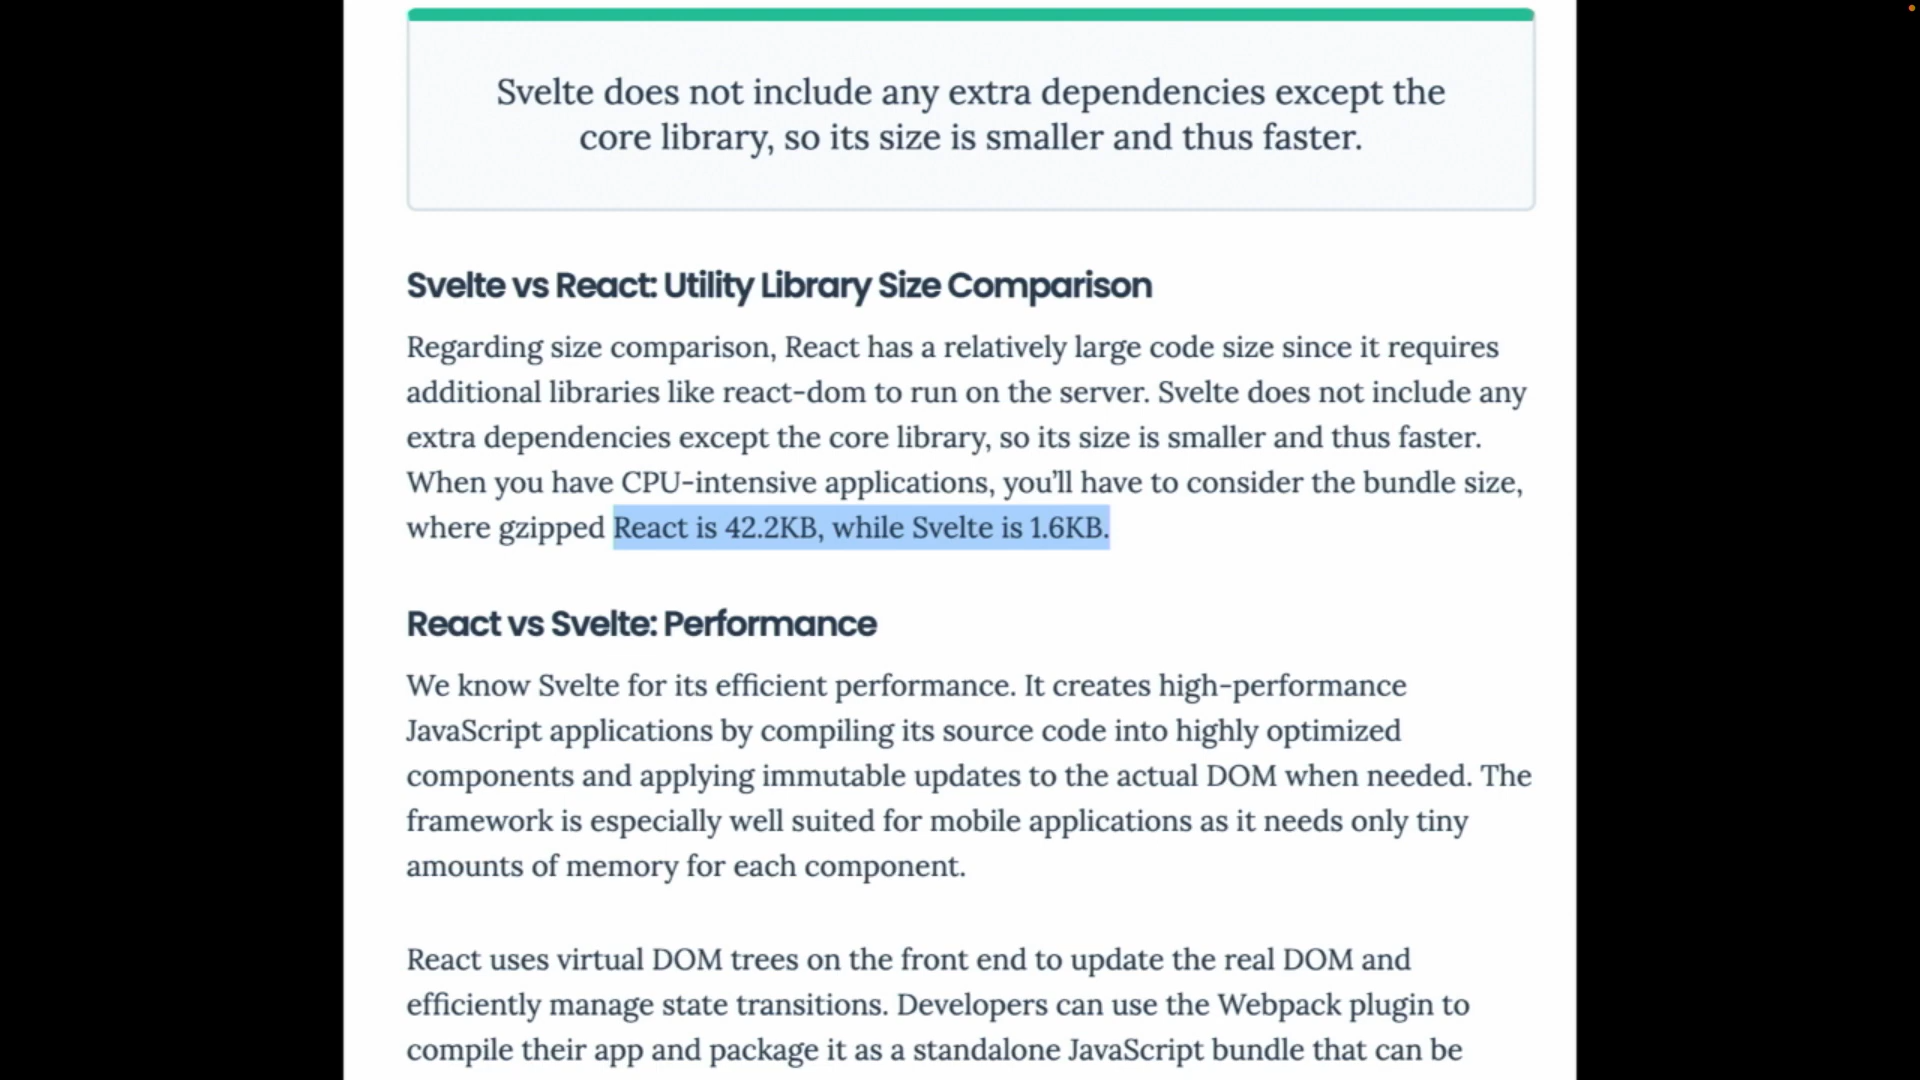 Svelte does not include any extra dependencies except the
core library, so its size is smaller and thus faster.
Svelte vs React: Utility Library Size Comparison
Regarding size comparison, React has a relatively large code size since it requires
additional libraries like react-dom to run on the server. Svelte does not include any
extra dependencies except the core library, so its size is smaller and thus faster.
When you have CPU-intensive applications, you’ll have to consider the bundle size,
where gzipped React is 42.2KB, while Svelte is 1.6KB.
React vs Svelte: Performance
We know Svelte for its efficient performance. It creates high-performance
JavaScript applications by compiling its source code into highly optimized
components and applying immutable updates to the actual DOM when needed. The
framework is especially well suited for mobile applications as it needs only tiny
amounts of memory for each component.
React uses virtual DOM trees on the front end to update the real DOM and
efficiently manage state transitions. Developers can use the Webpack plugin to
compile their app and package it as a standalone JavaScript bundle that can be